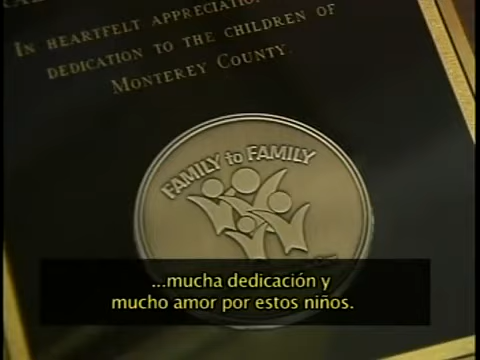 IN HEARTFELT APPRECIATION
DEDICATION TO THE CHILDREN OF
MONTEREY COUNTY
FAMILY to FAMILY
...mucha dedicación y
mucho amor por estos niños.